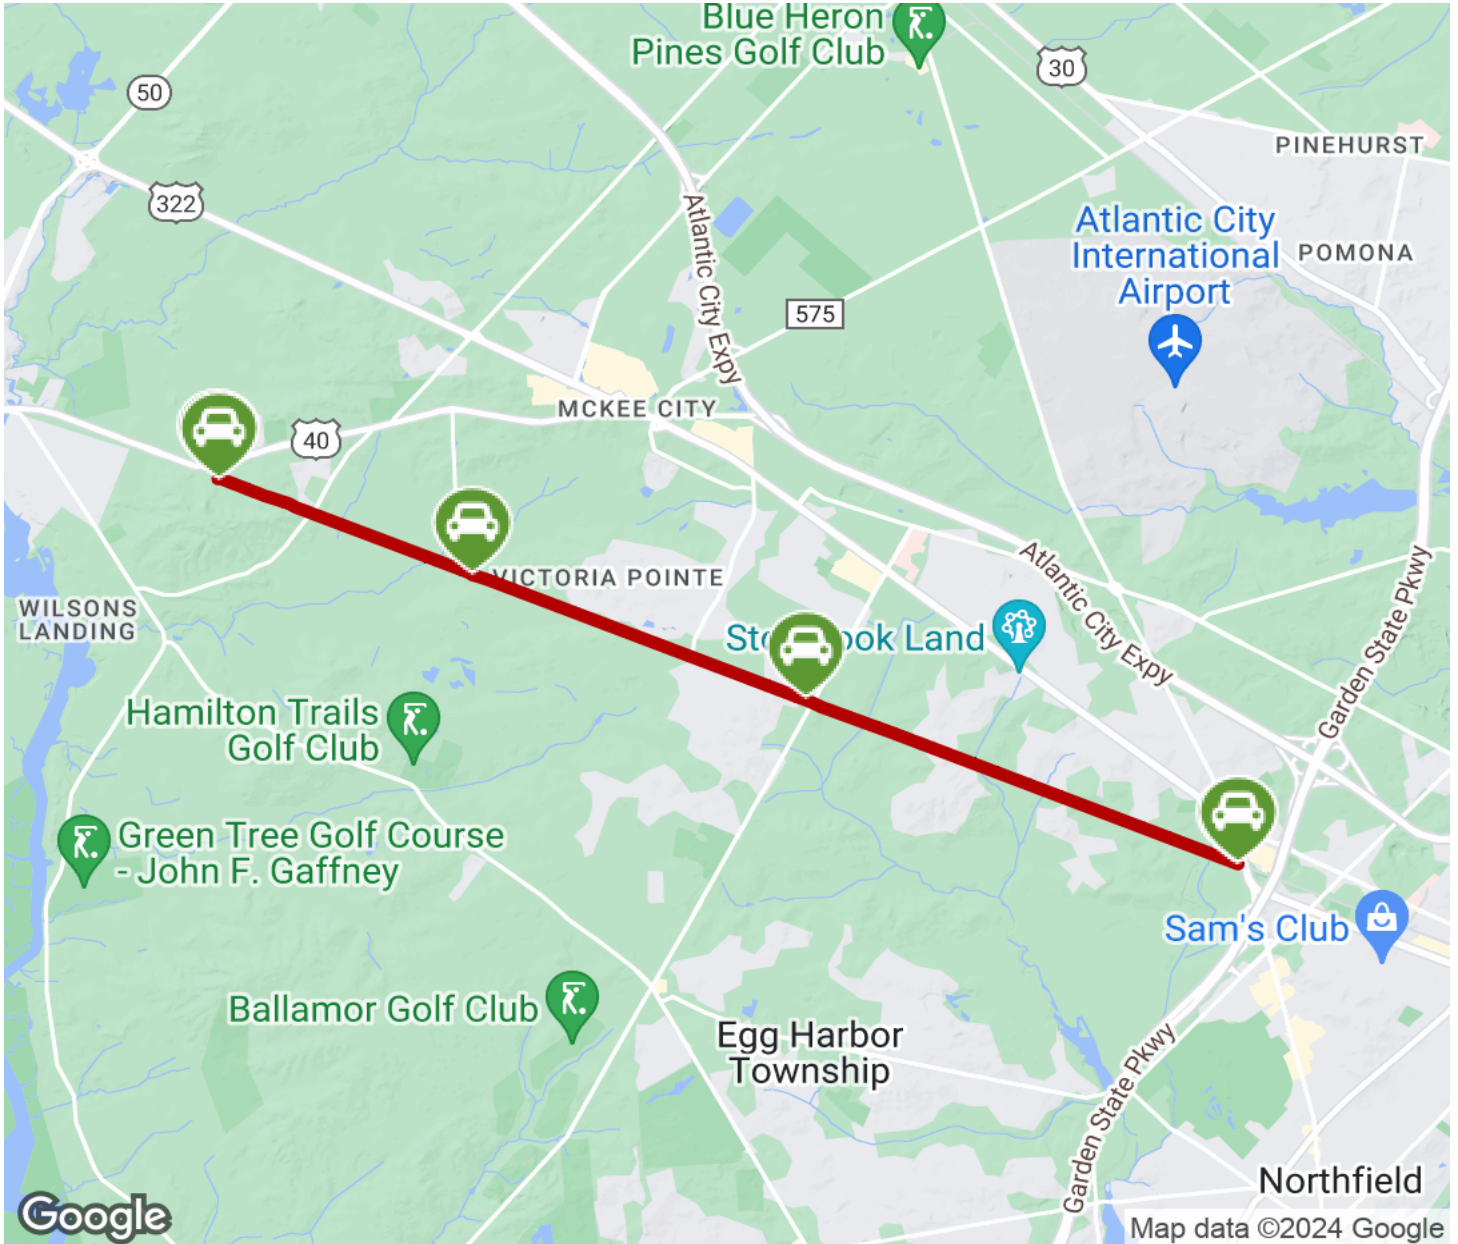 Blue Heron
Pines Golf Club
30
50
PINEHURST
322
Atlantic City Expy
Atlantic City
International
Airport
POMONA
575
MCKEE CITY
40
Atlantic City Expy
Garden State Pkwy
VICTORIA POINTE
WILSONS
LANDING
Land
Hamilton Trails
Golf Club
Green Tree Golf Course
- John F. Gaffney
Sam's Club
Ballamor Golf Club
Egg Harbor
Township
Garden State Pkwy
Northfield
Google
Map data ©2024 Google